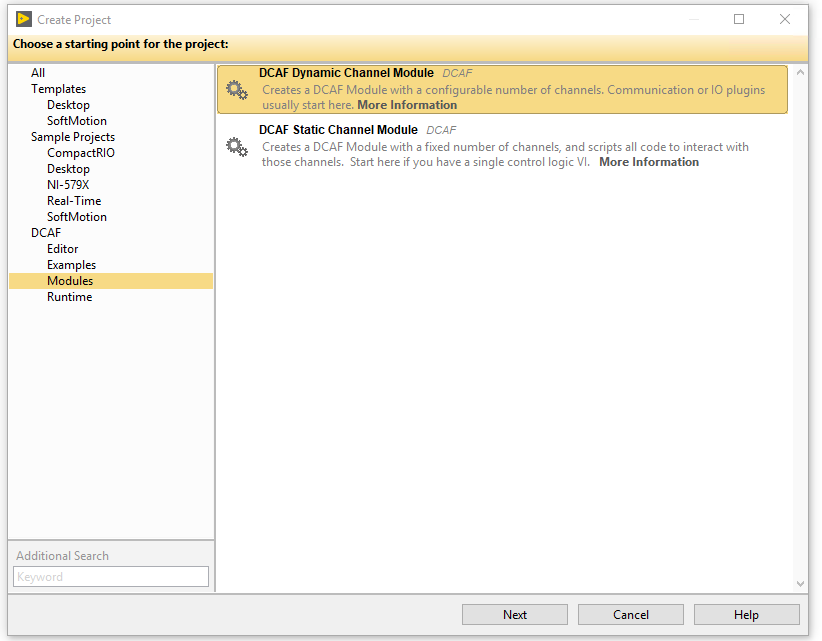 Create Project
Choose a starting point for the project:
All
Templates
Desktop
SoftMotion
Sample Projects
CompactRIO
Desktop
NI-579X
Real-Time
SoftMotion
DCAF
Editor
Examples
Modules
Runtime
DCAF Dynamic Channel Module DCAF
Creates a DCAF Module with a configurable number of channels. Communication or IO plugins
usually start here. More Information
DCAF Static Channel Module DCAF
Creates a DCAF Module with a fixed number of channels, and scripts all code to interact with
those channels. Start here if you have a single control logic VI. More Information
Additional Search
Keyword
Next Cancel Help